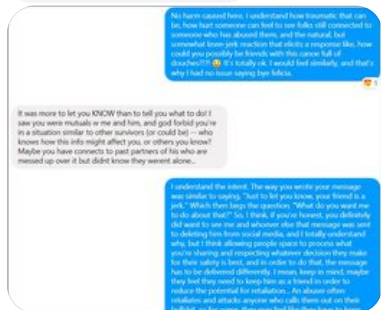 No harm caused here, I understand how traumatic that can
be, how hurt someone can feel to see folks still connected to
someone who has abused them, and the natural, but
somewhat knee-jerk reaction that elicits a response like, how
could you possibly be friends with this canoe full of
douches?!?! 😅 It's totally ok. I would feel similarly, and that's
why I had no issue saying bye felicia.
It was more to let you KNOW than to tell you what to do! I
saw you were mutuals w me and him, and god forbid you're
in a situation similar to other survivors (or could be) -- who
knows how this info might affect you, or others you know?
Maybe you have connects to past partners of his who are
messed up over it but didnt know they werent alone...
I understand the intent. The way you wrote your message
was similar to saying, "Just to let you know, your friend is a
jerk." Which then begs the question, "What do you want me
to do about that?" So, I think, if you're honest, you definitely
did want to see me and whoever else that message was sent
to deleting him from social media, and I totally understand
why, but I think allowing people space to process what
you're sharing and respecting whatever decision they make
for their safety is best, and in order to do that, the message
has to be delivered differently. I mean, keep in mind, maybe
they feel they need to keep him as a friend in order to
reduce the potential for retaliation... An abuser often
retaliates and attacks anyone who calls them out on their